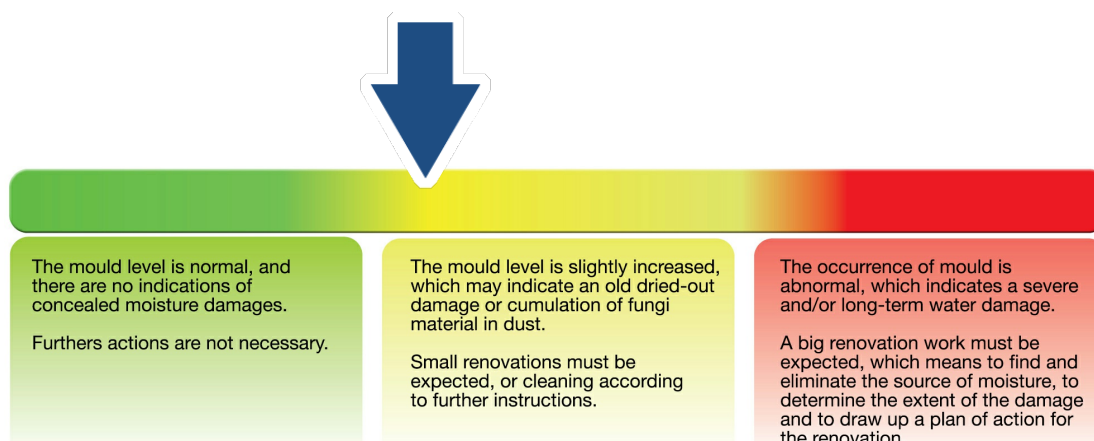 The mould level is normal, and
there are no indications of
concealed moisture damages.
Furthers actions are not necessary.
The mould level is slightly increased,
which may indicate an old dried-out
damage or cumulation of fungi
material in dust.
Small renovations must be
expected, or cleaning according
to further instructions.
The occurrence of mould is
abnormal, which indicates a severe
and/or long-term water damage.
A big renovation work must be
expected, which means to find and
eliminate the source of moisture, to
determine the extent of the damage
and to draw up a plan of action for
the renovation